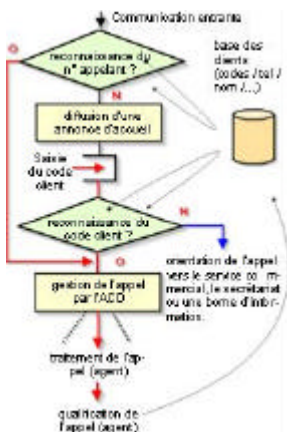 Communication entrante
reconnaissance du
n° appelant ?
O
N
base des
clients
(codes / tel /
nom /...)
diffusion d'une
annonce d'accueil
Saisie
du code
client
reconnaissance du
code client ?
N
O
orientation de l'appel
vers le service co mmercial, le secrétariat
ou une borne d'infor
mation.
gestion de l'appel
par l'ACD
traitement de l'ap-
pel (agent)
qualification de
l'appel (agent)